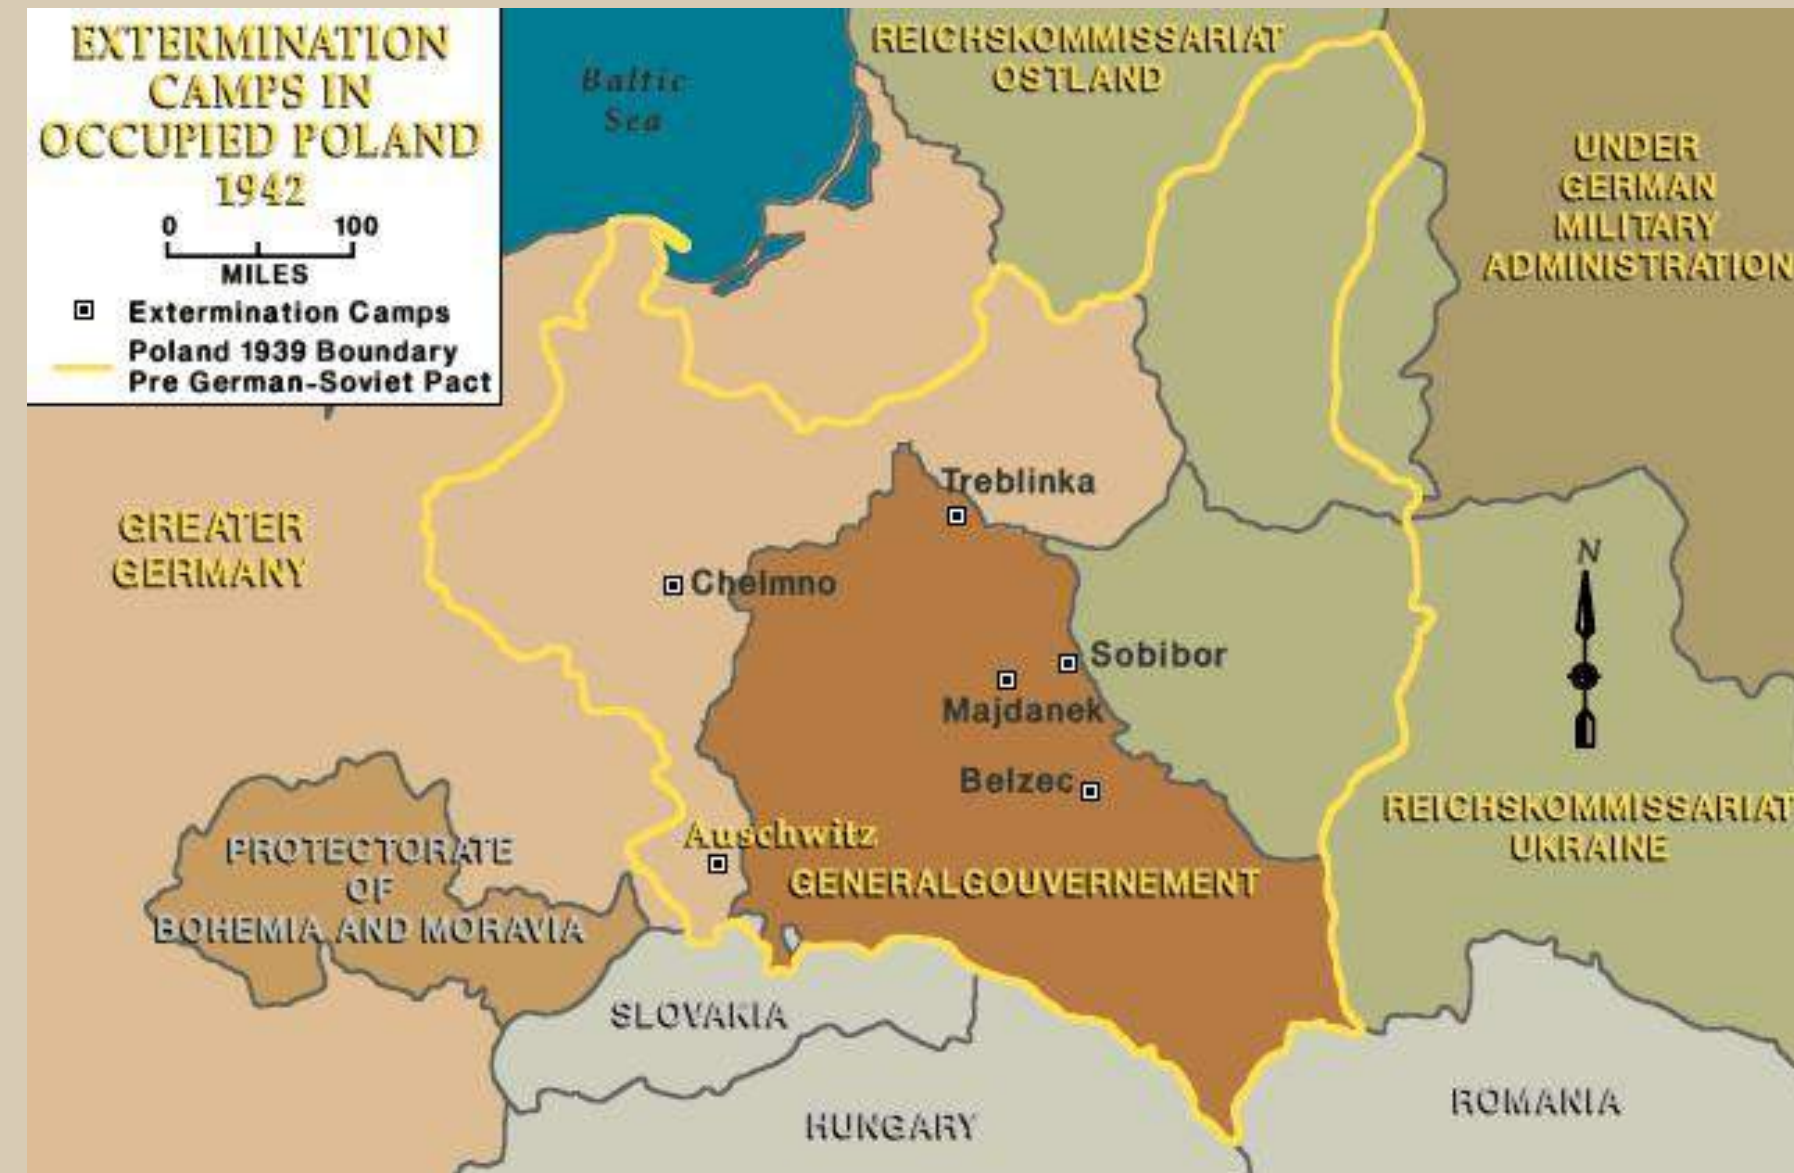 EXTERMINATION
CAMPS IN
OCCUPIED POLAND
1942
0 100
MILES
Extermination Camps
Poland 1939 Boundary
Pre German-Soviet Pact
Baltic
Sea
REICHSKOMMISSARIAT
OSTLAND
UNDER
GERMAN
MILITARY
ADMINISTRATION
GREATER
GERMANY
Treblinka
Chelmno
Sobibor
Majdanek
Belzec
Auschwitz
GENERALGOUVERNEMENT
N
REICHSKOMMISSARIAT
UKRAINE
PROTECTORATE
OF
BOHEMIA AND MORAVIA
SLOVAKIA
HUNGARY
ROMANIA